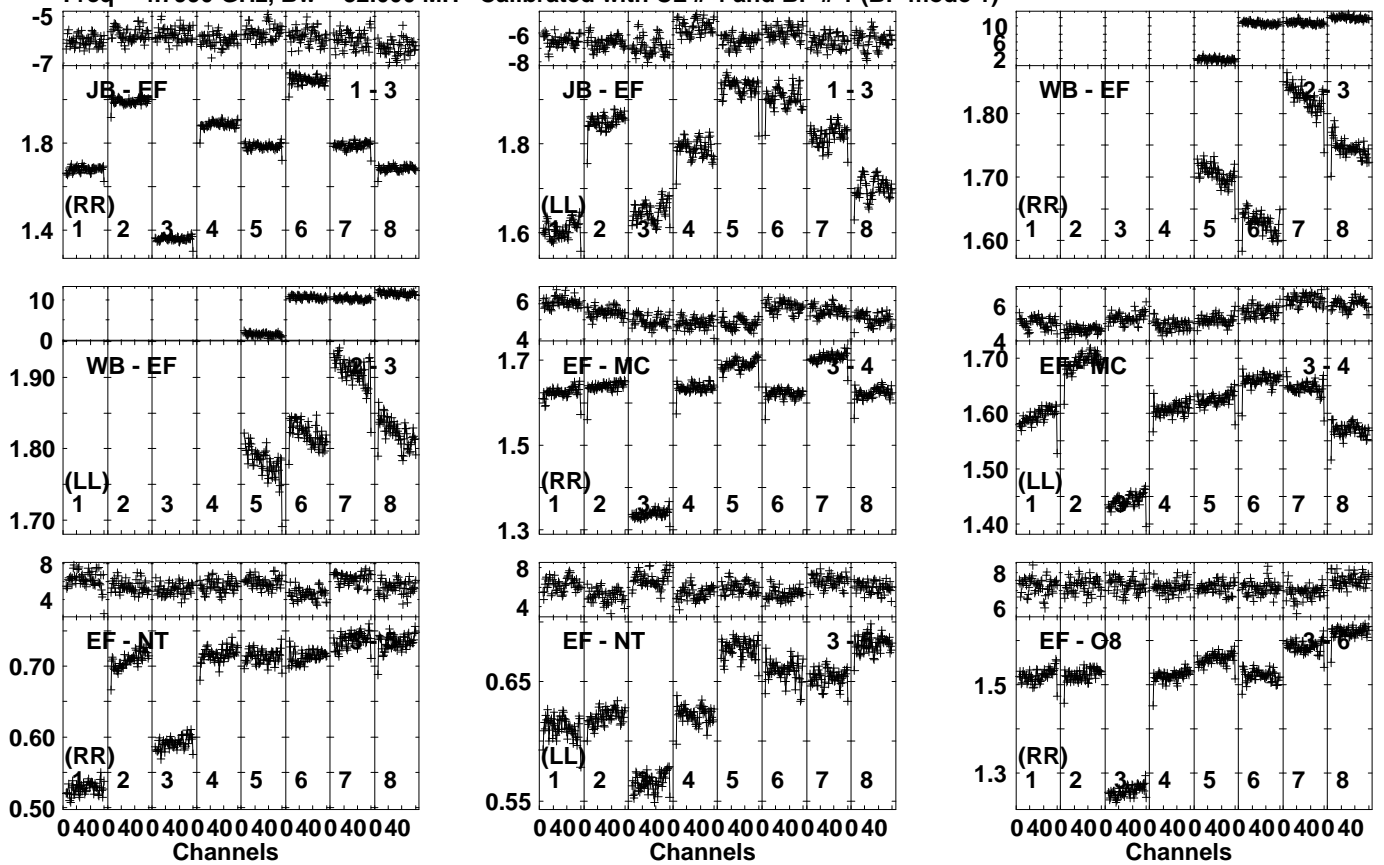 -5
-7
JB - EF 1 - 3
1.8
(RR)
1.4
1 2 3 4 5 6 7 8
-6
-8
JB - EF 1 - 3
1.8
(LL)
1.6
1 2 3 4 5 6 7 8
10
6
2
WB - EF 2 - 3
1.80
1.70
(RR)
1.60
1 2 3 4 5 6 7 8
10
0
WB - EF 2 - 3
1.90
1.80
(LL)
1.70
1 2 3 4 5 6 7 8
6
4
EF - MC 3 - 4
1.7
1.5
(RR)
1.3
1 2 3 4 5 6 7 8
6
4
EF - MC 3 - 4
1.70
1.60
1.50
(LL)
1.40
1 2 3 4 5 6 7 8
8
4
EF - NT
0.70
0.60
(RR)
0.50
1 2 3 4 5 6 7 8
8
4
EF - NT 3 -
0.65
(LL)
0.55
1 2 3 4 5 6 7 8
8
6
EF - O8 3 - 6
1.5
(RR)
1.3
1 2 3 4 5 6 7 8
0 40 0 40 0 40 0 40 0 40 0 40 0 40 0 40
Channels
0 40 0 40 0 40 0 40 0 40 0 40 0 40 0 40
Channels
0 40 0 40 0 40 0 40 0 40 0 40 0 40 0 40
Channels